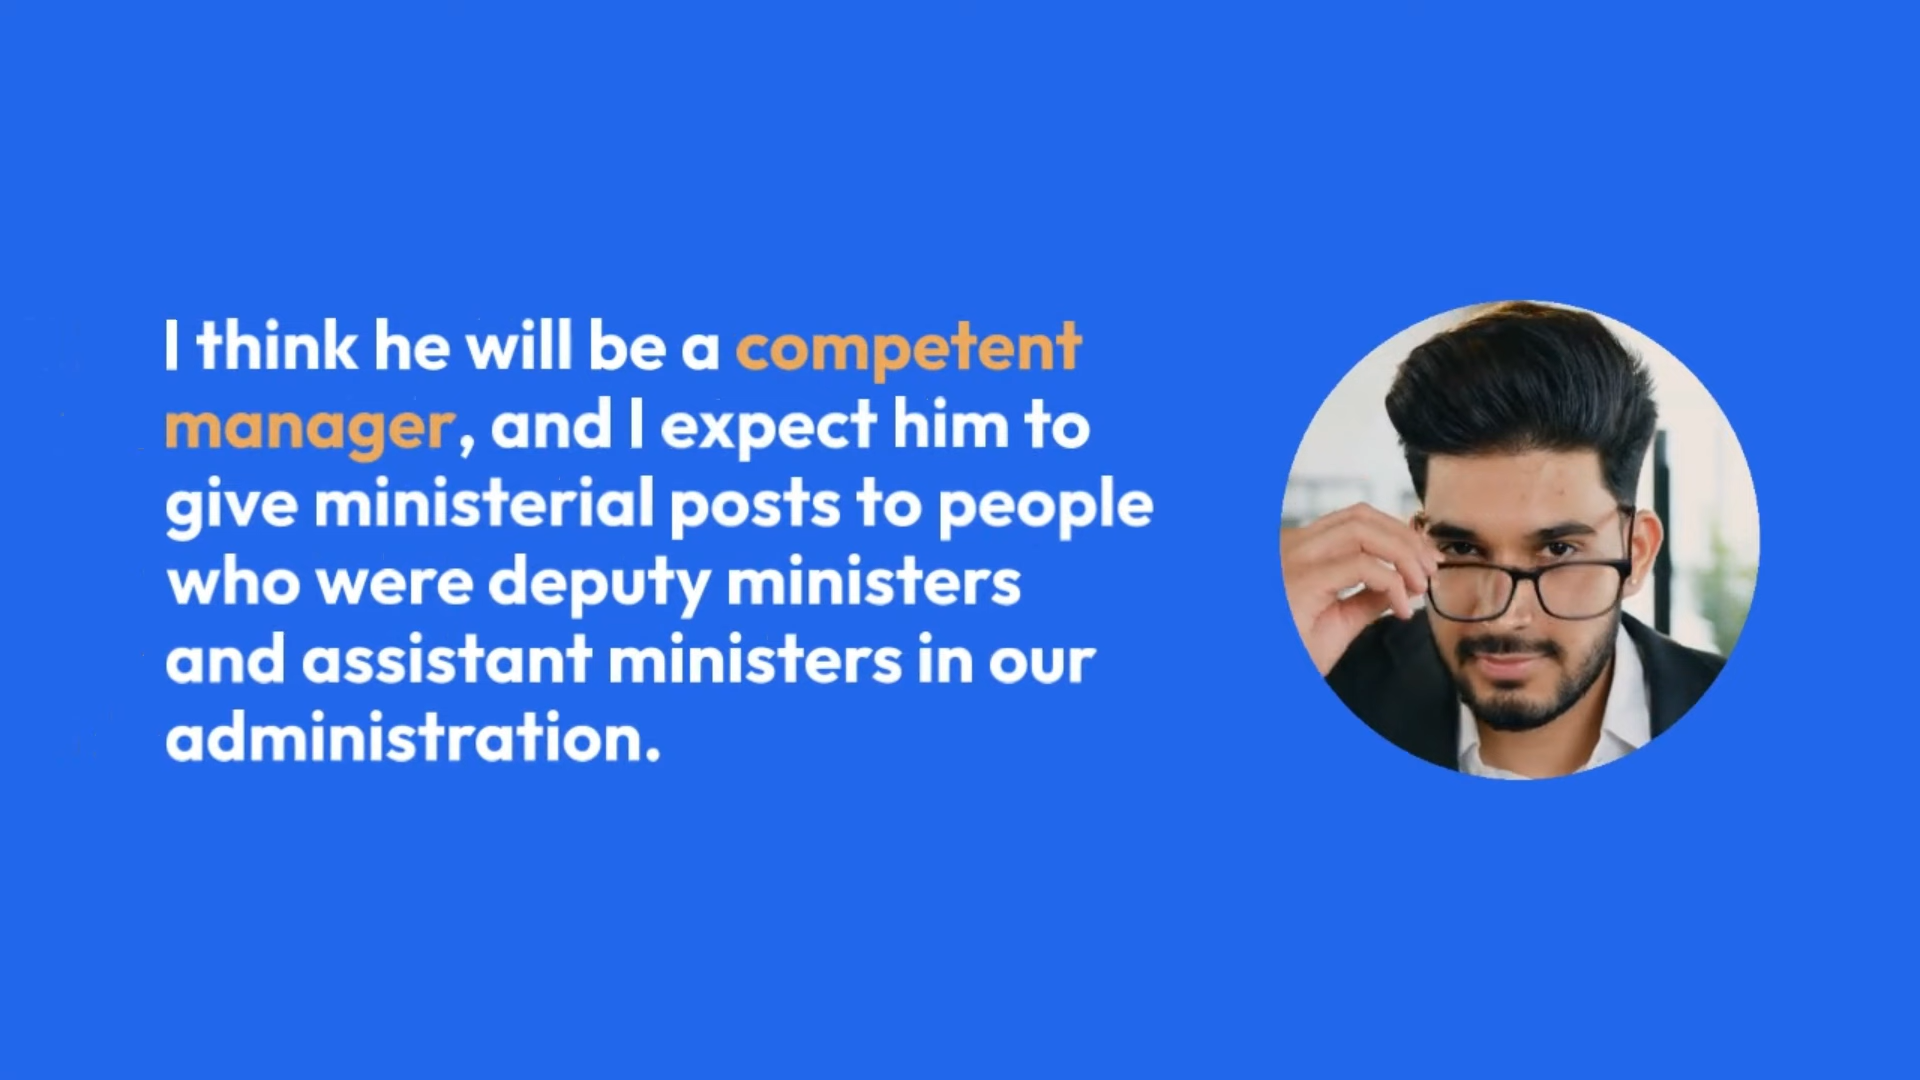 I think he will be a competent
manager, and I expect him to
give ministerial posts to people
who were deputy ministers
and assistant ministers in our
administration.